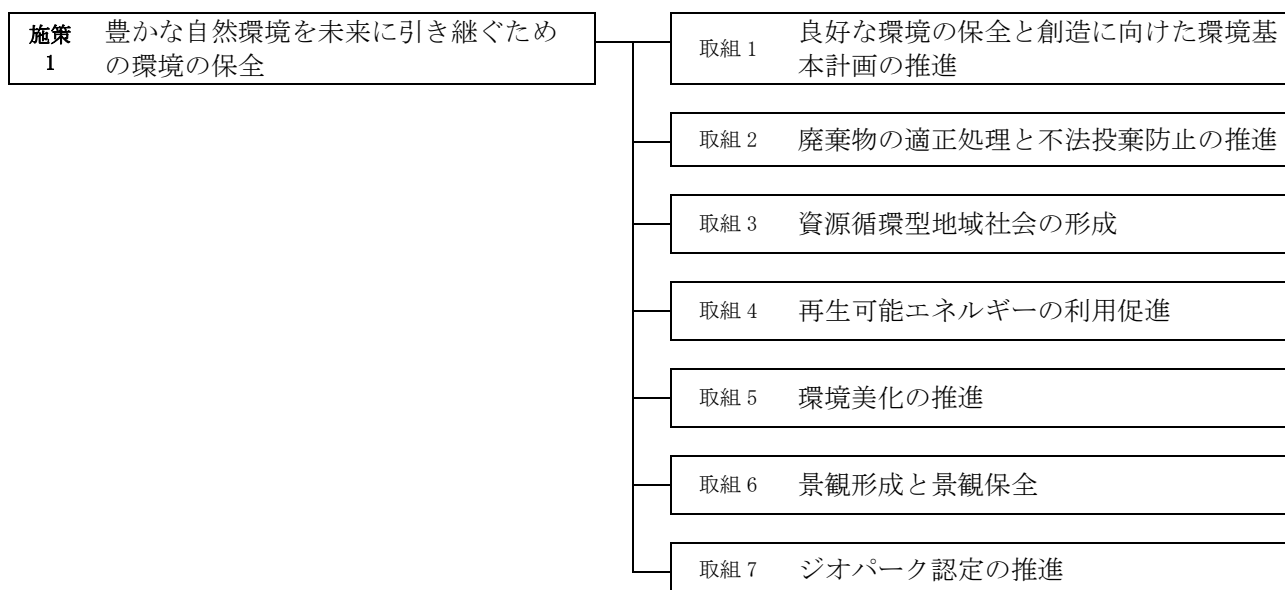 施策 豊かな自然環境を未来に引き継ぐため
1 の環境の保全
取組 1 良好な環境の保全と創造に向けた環境基
本計画の推進
取組 2 廃棄物の適正処理と不法投棄防止の推進
取組 3 資源循環型地域社会の形成
取組 4 再生可能エネルギーの利用促進
取組 5 環境美化の推進
取組 6 景観形成と景観保全
取組 7 ジオパーク認定の推進